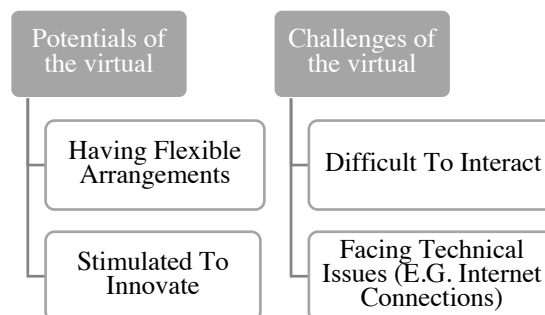 Potentials of
the virtual
Having Flexible
Arrangements
Stimulated To
Innovate
Challenges of
the virtual
Difficult To Interact
Facing Technical
Issues (E.G. Internet
Connections)